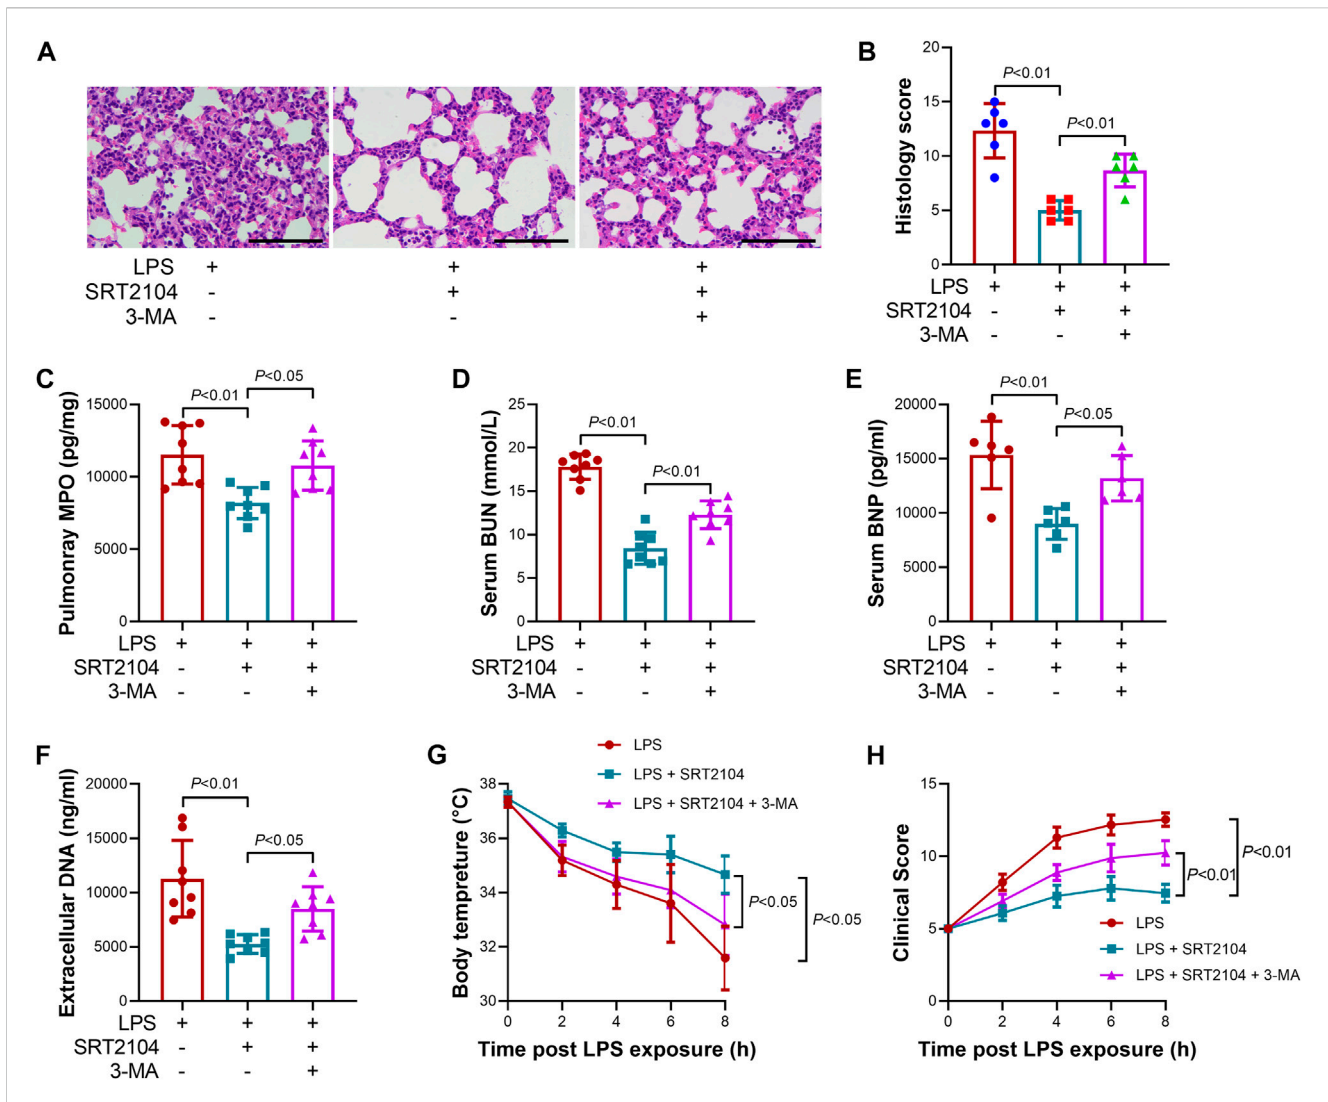 A
LPS + + +
SRT2104 - + +
3-MA - - +
B
Histology score
20
15
10
5
0
P<0.01
P<0.01
LPS + + +
SRT2104 - + +
3-MA - - +
C
Pulmonray MPO (pg/mg)
15000
10000
5000
0
P<0.01
P<0.05
LPS + + +
SRT2104 - + +
3-MA - - +
D
Serum BUN (nmol/L)
25
20
15
10
5
0
P<0.01
P<0.01
LPS + + +
SRT2104 - + +
3-MA - - +
E
Serum BNP (pg/ml)
20000
15000
10000
5000
0
P<0.01
P<0.05
LPS + + +
SRT2104 - + +
3-MA - - +
F
Extracellular DNA (ng/ml)
20000
15000
10000
5000
0
P<0.01
P<0.05
LPS + + +
SRT2104 - + +
3-MA - - +
G
LPS
LPS + SRT2104
LPS + SRT2104 + 3-MA
Body tempreture (°C)
38
36
34
32
30
P<0.05
P<0.05
0 2 4 6 8
Time post LPS exposure (h)
H
Clinical Score
15
10
5
0
P<0.01
P<0.01
LPS
LPS + SRT2104
LPS + SRT2104 + 3-MA
0 2 4 6 8
Time post LPS exposure (h)